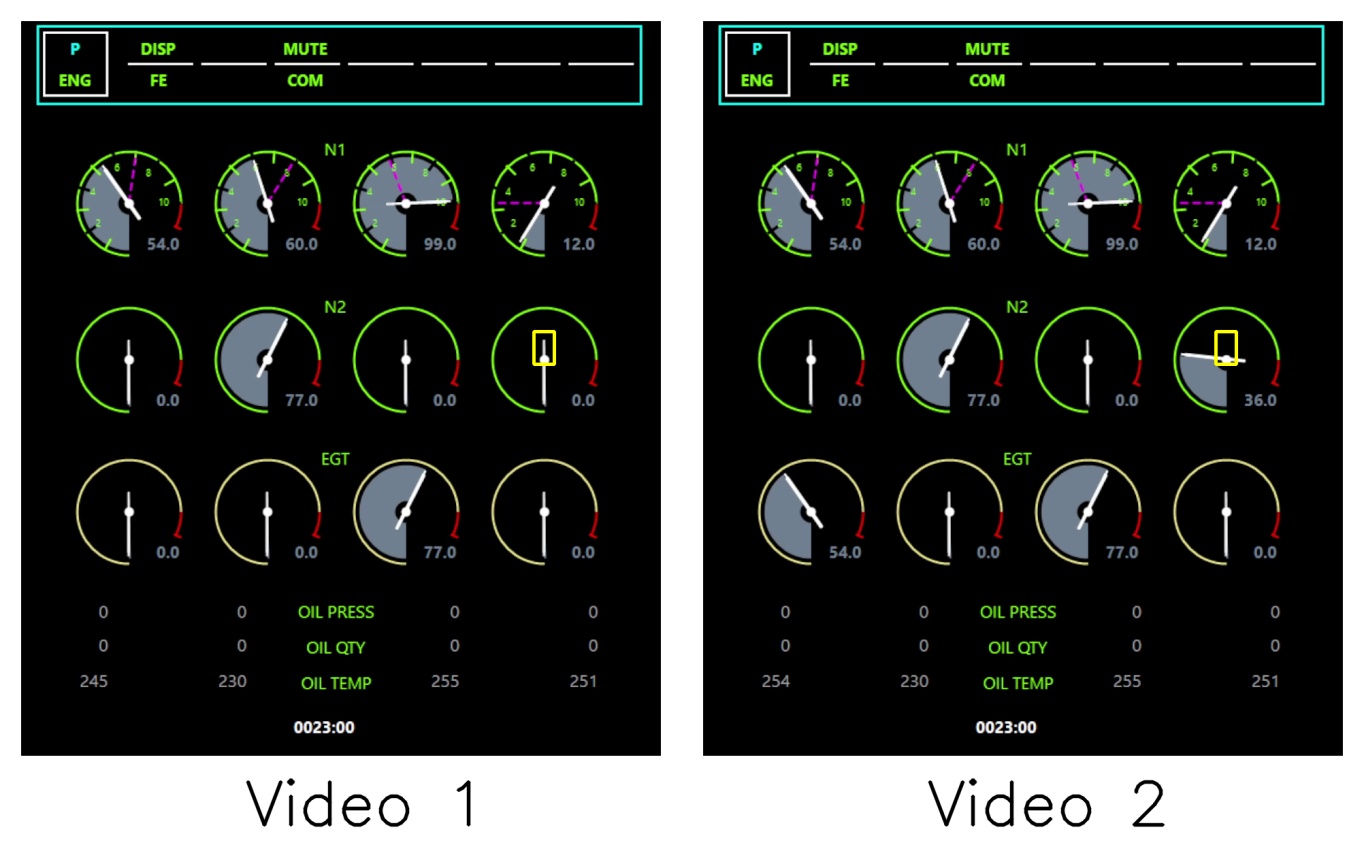 P DISP MUTE
ENG FE COM
P DISP MUTE
ENG FE COM
N1
2 4 6 8 10
2 4 6 8 10
2 4 6 8 10
2 4 6 8 10
54.0 60.0 99.0 12.0
N1
2 4 6 8 10
2 4 6 8 10
2 4 6 8 10
2 4 6 8 10
54.0 60.0 99.0 12.0
N2
0.0 77.0 0.0 0.0
N2
0.0 77.0 0.0 36.0
EGT
0.0 0.0 77.0 0.0
EGT
54.0 0.0 77.0 0.0
0 0 OIL PRESS 0 0
0 0 OIL QTY 0 0
245 230 OIL TEMP 255 251
0023:00
0 0 OIL PRESS 0 0
0 0 OIL QTY 0 0
254 230 OIL TEMP 255 251
0023:00
Video 1
Video 2